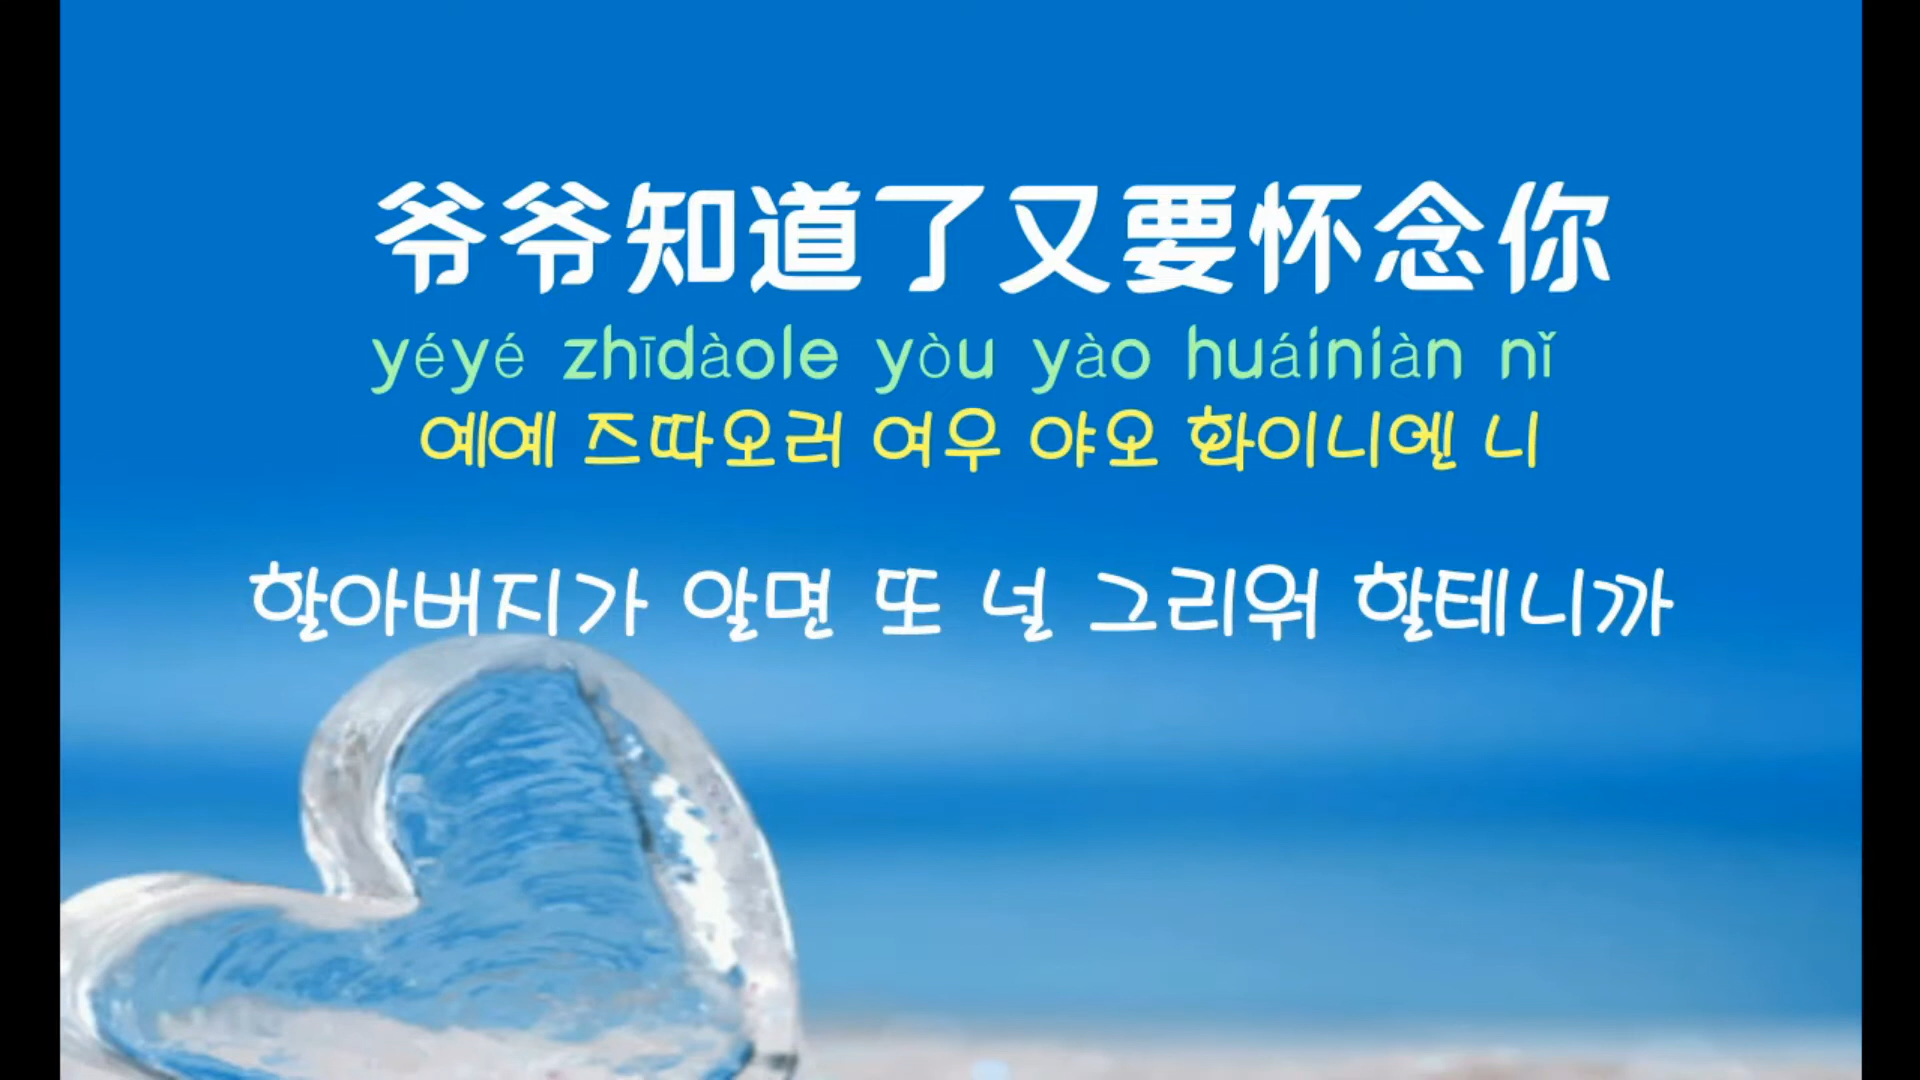 爷爷知道了又要怀念你
yéyé zhīdàole yòu yào huáiniàn nǐ
예예 즈따오러 여우 야오 화이니엔 니
할아버지가 알면 또 널 그리워 할테니까